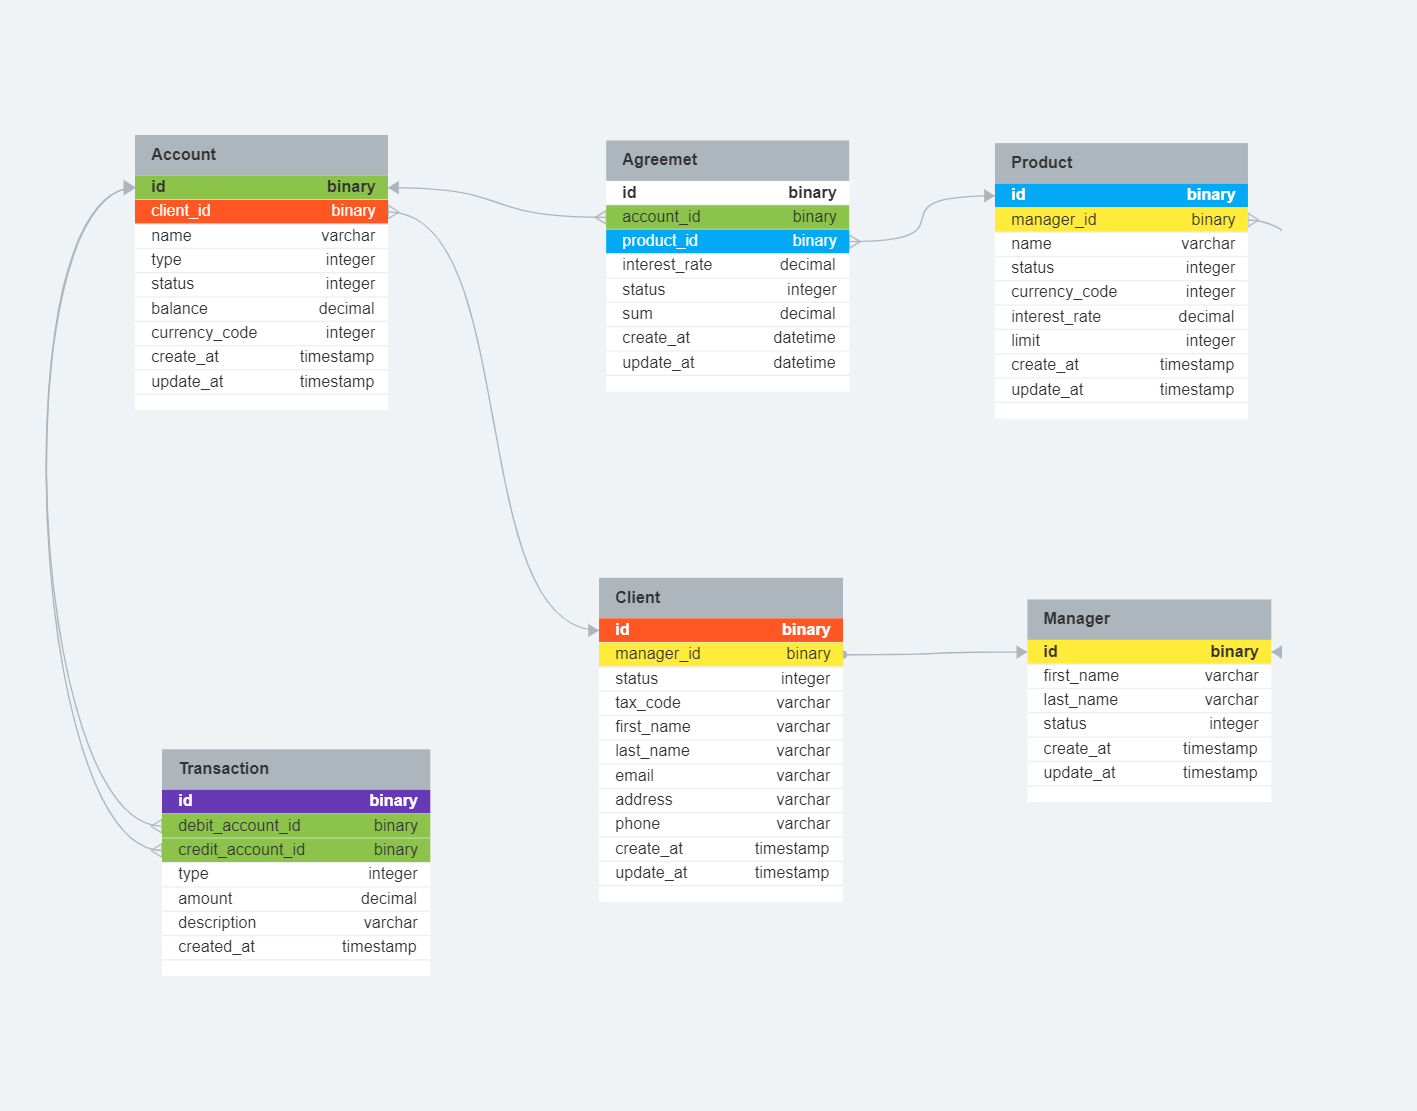 Account
id binary
client_id binary
name varchar
type integer
status integer
balance decimal
currency_code integer
create_at timestamp
update_at timestamp
Agreemet
id binary
account_id binary
product_id binary
interest_rate decimal
status integer
sum decimal
create_at datetime
update_at datetime
Product
id binary
manager_id binary
name varchar
status integer
currency_code integer
interest_rate decimal
limit integer
create_at timestamp
update_at timestamp
Client
id binary
manager_id binary
status integer
tax_code varchar
first_name varchar
last_name varchar
email varchar
address varchar
phone varchar
create_at timestamp
update_at timestamp
Manager
id binary
first_name varchar
last_name varchar
status integer
create_at timestamp
update_at timestamp
Transaction
id binary
debit_account_id binary
credit_account_id binary
type integer
amount decimal
description varchar
created_at timestamp